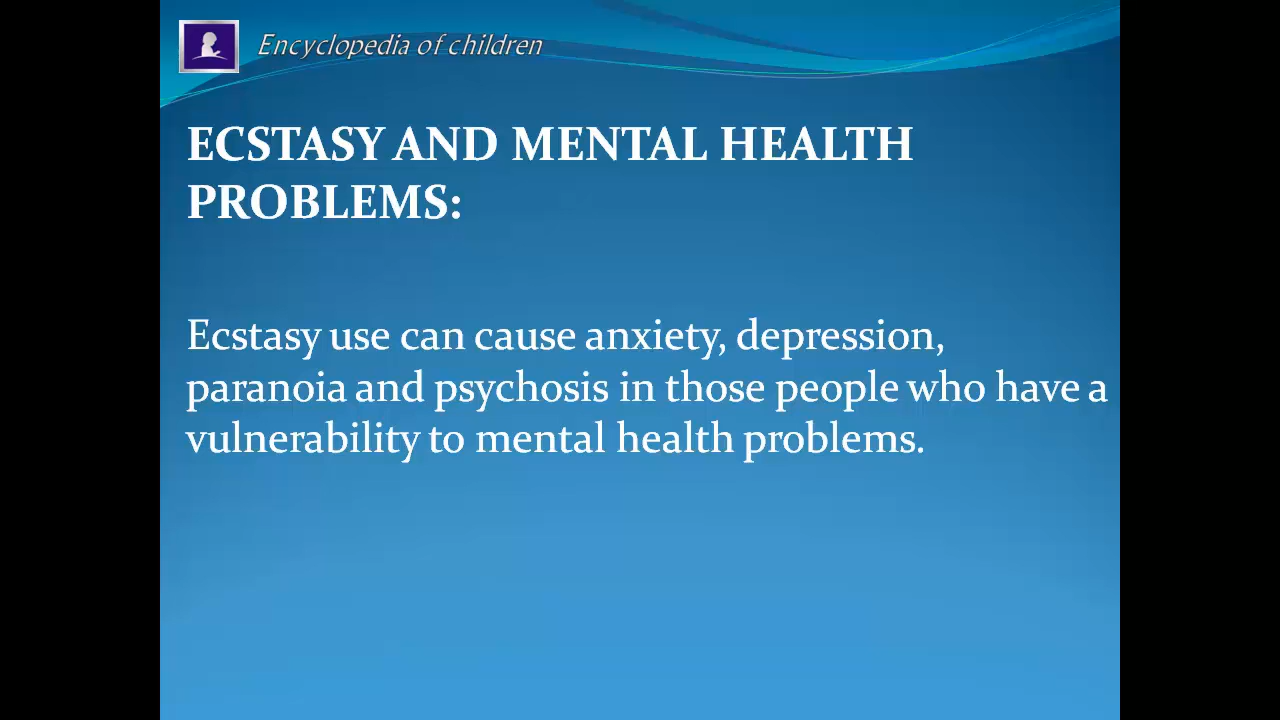 Encyclopedia of children
ECSTASY AND MENTAL HEALTH
PROBLEMS:
Ecstasy use can cause anxiety, depression,
paranoia and psychosis in those people who have a
vulnerability to mental health problems.